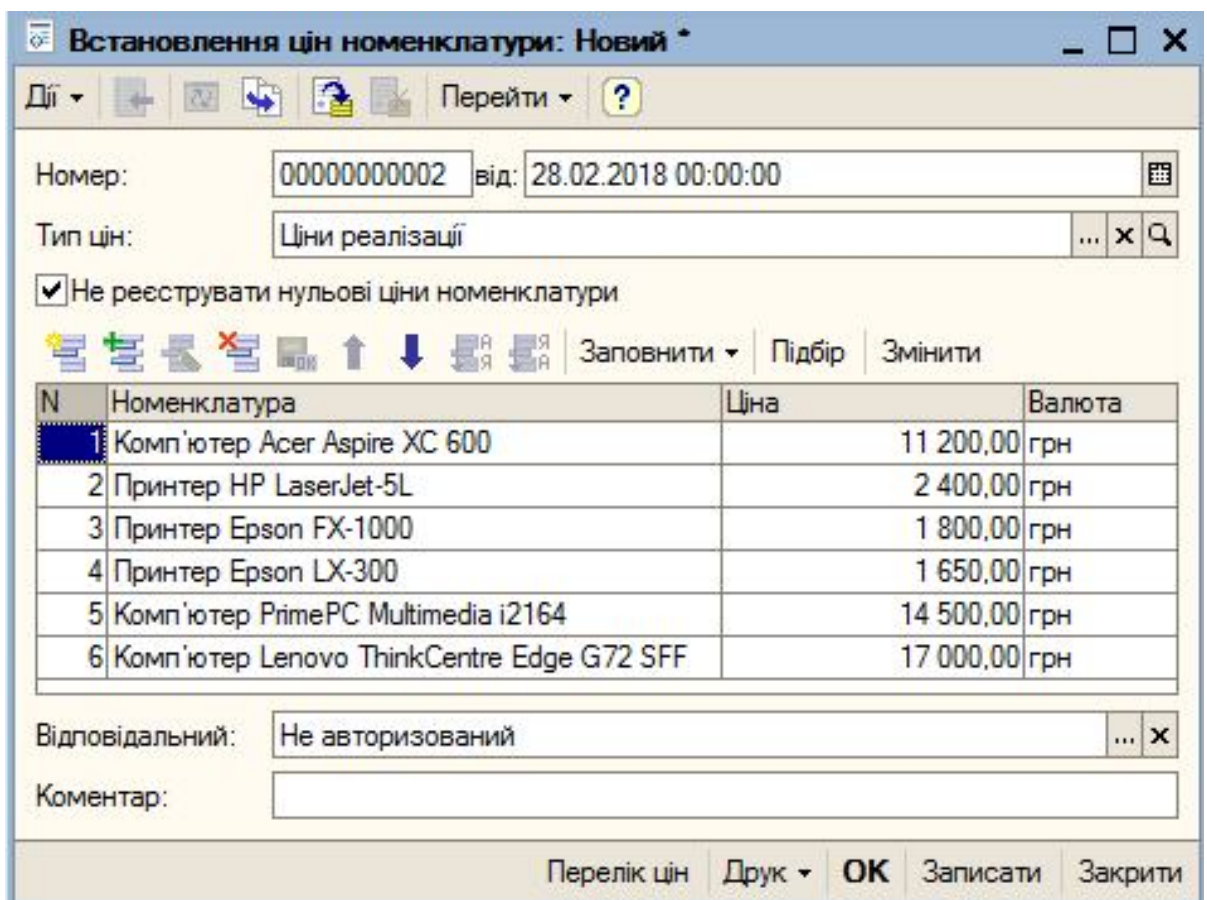 Встановлення цін номенклатури: Новий *
Дії Перейти ?
Номер: 00000000002 від: 28.02.2018 00:00:00
Тип цін: Ціни реалізації ... x
Не реєструвати нульові ціни номенклатури
Заповнити Підбір Змінити
N Номенклатура Ціна Валюта
1 Комп'ютер Acer Aspire XC 600 11 200,00 грн
2 Принтер HP LaserJet-5L 2 400,00 грн
3 Принтер Epson FX-1000 1 800,00 грн
4 Принтер Epson LX-300 1 650,00 грн
5 Комп'ютер PrimePC Multimedia i2164 14 500,00 грн
6 Комп'ютер Lenovo ThinkCentre Edge G72 SFF 17 000,00 грн
Відповідальний: Не авторизований ... x
Коментар:
Перелік цін Друк OK Записати Закрити